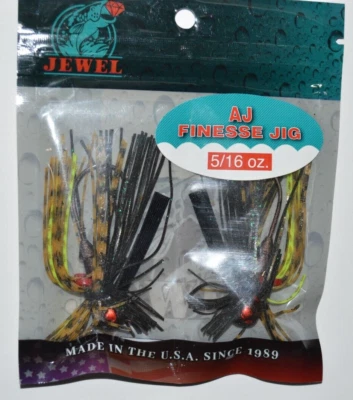 JEWEL
AJ
FINESSE JIG
5/16 oz.
MADE IN THE U.S.A. SINCE 1989